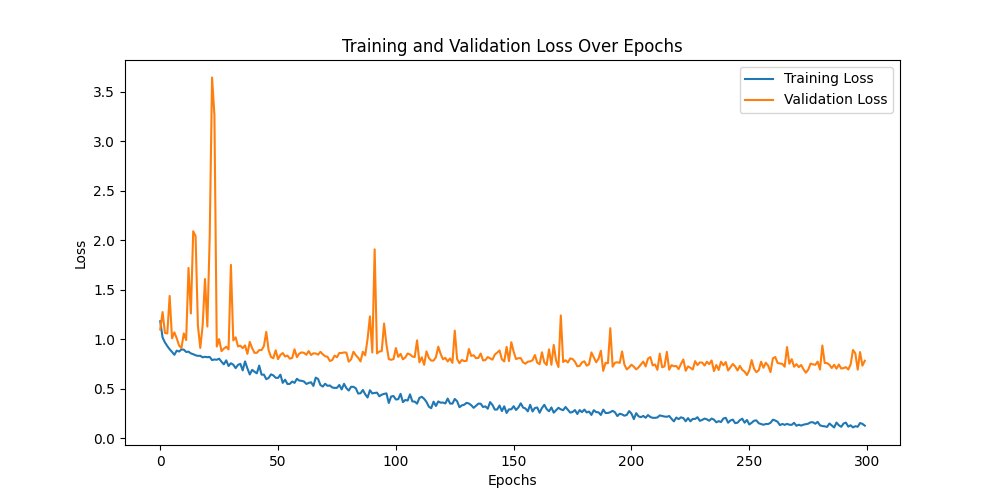 Training and Validation Loss Over Epochs
Training Loss
Validation Loss
3.5
3.0
2.5
2.0
1.5
1.0
0.5
0.0
Loss
0 50 100 150 200 250 300
Epochs